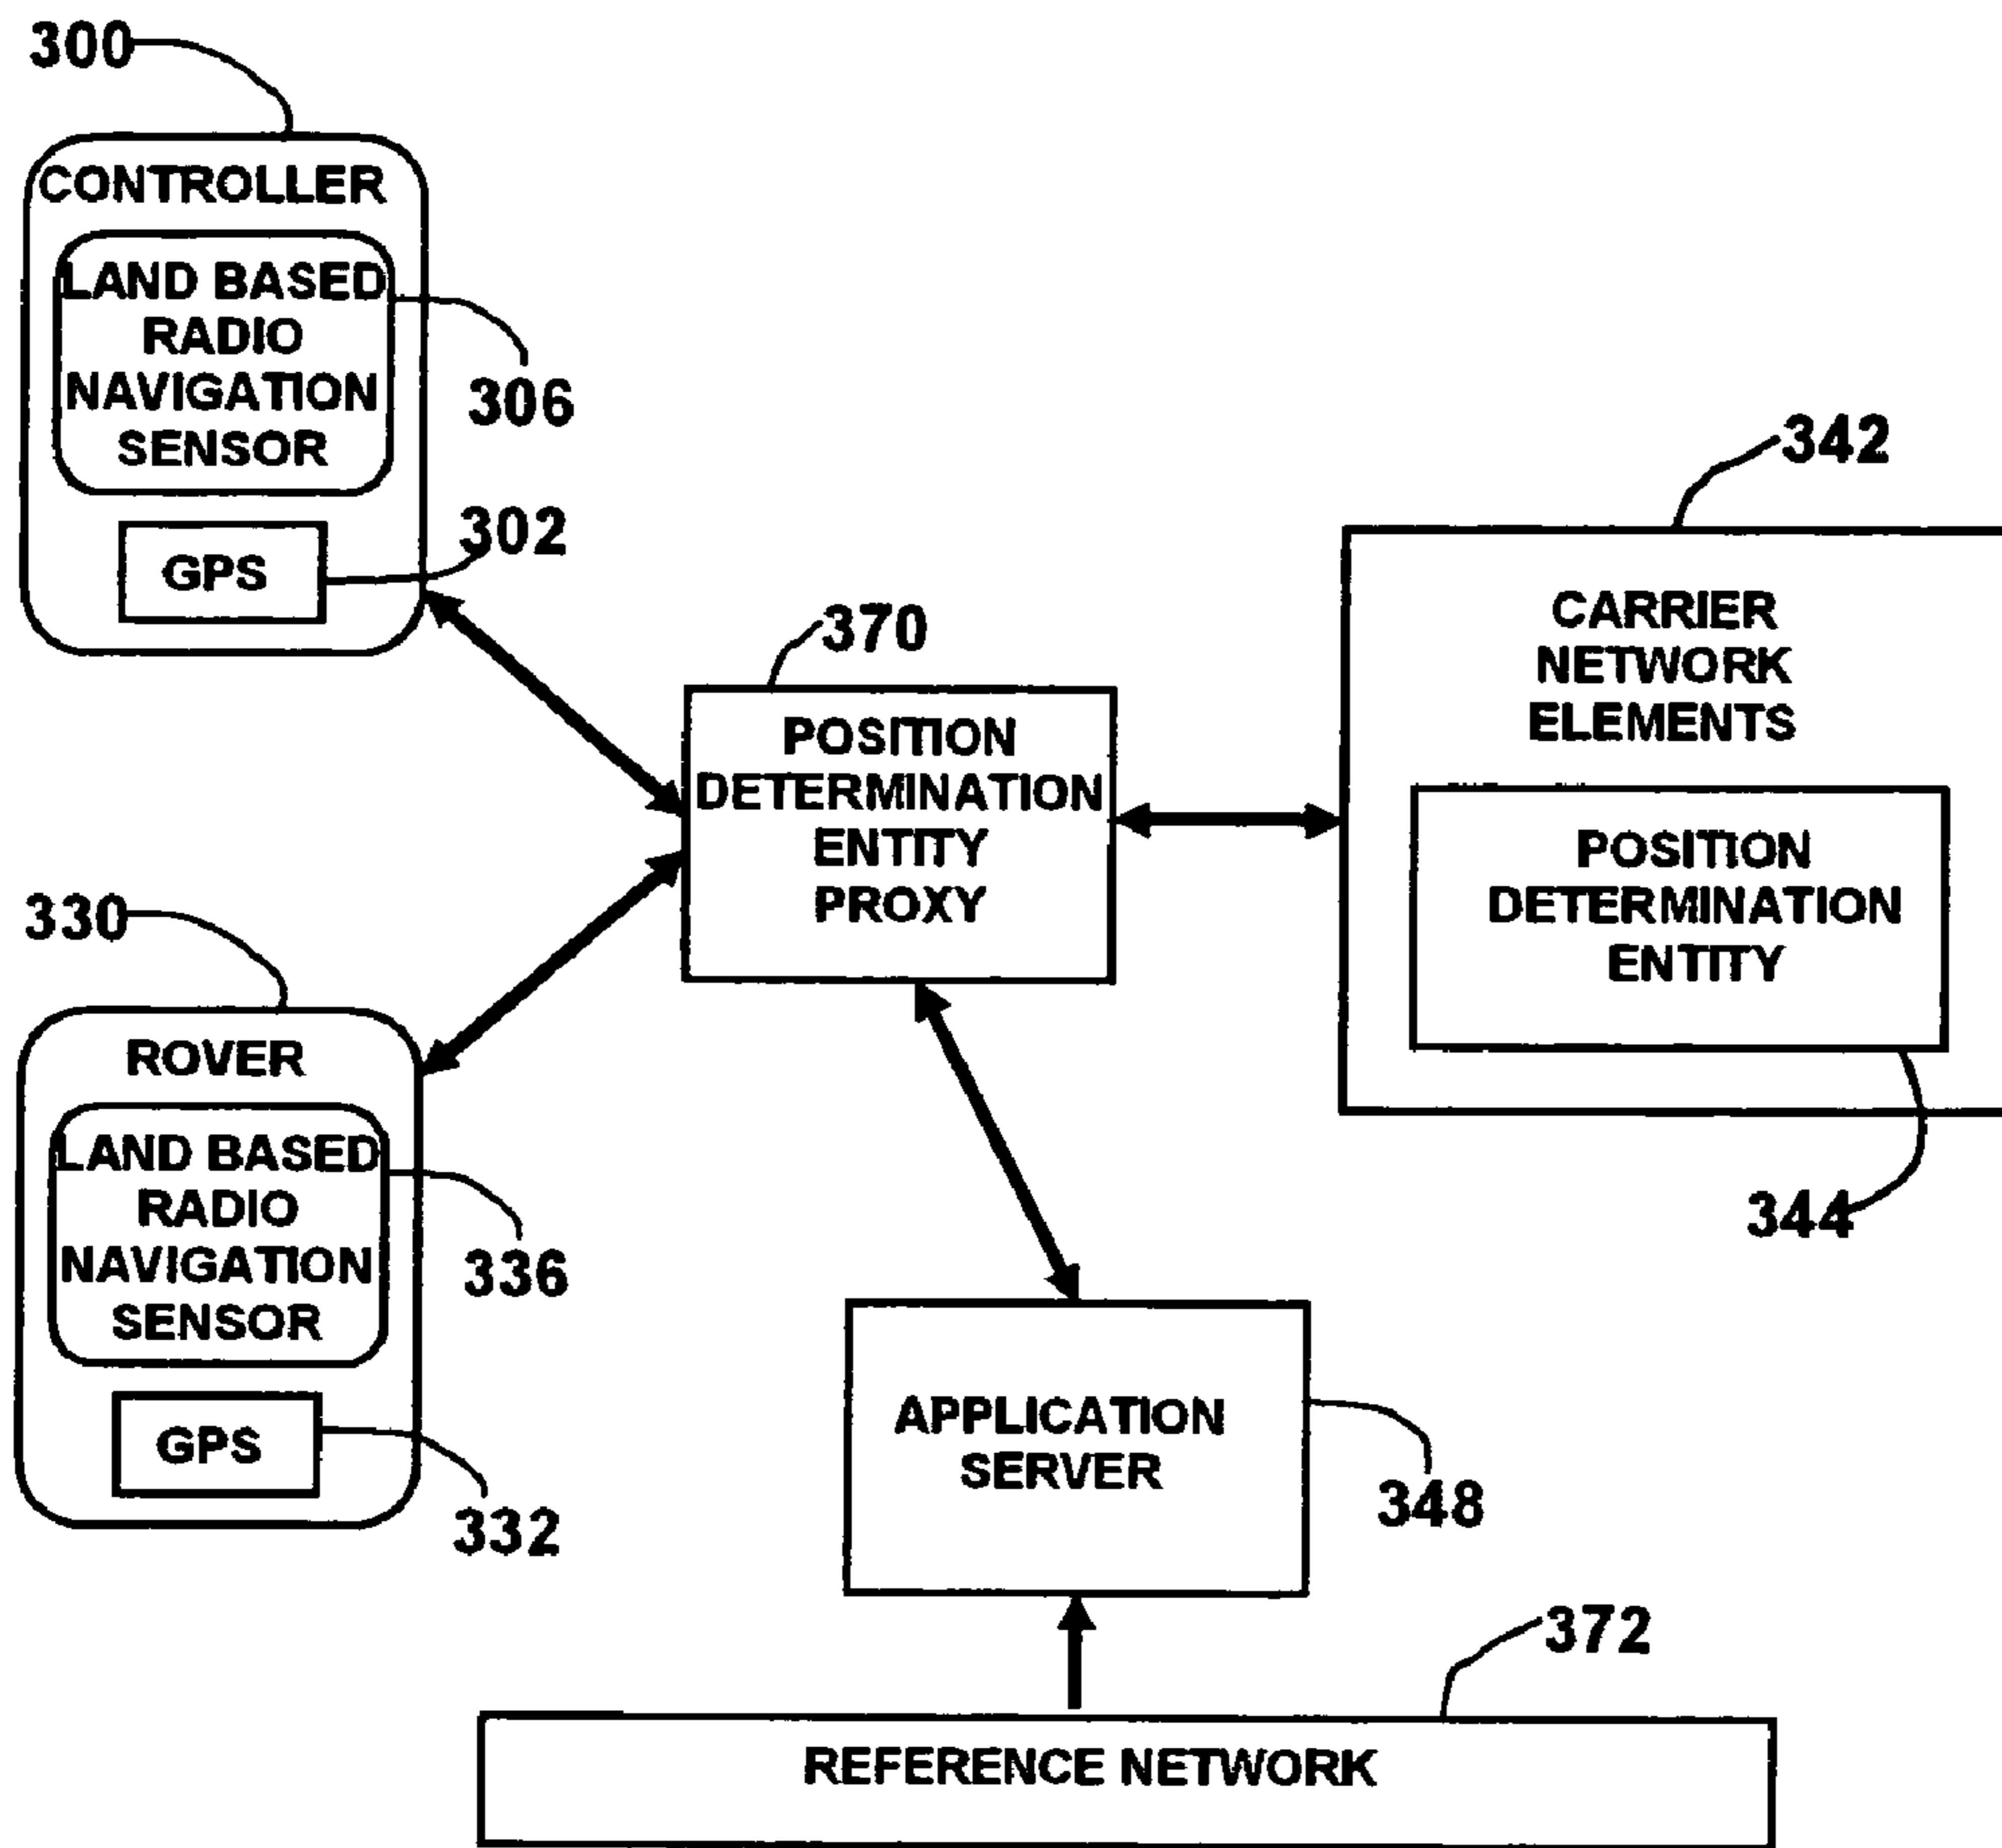 300
CONTROLLER
LAND BASED
RADIO
NAVIGATION
SENSOR
306
GPS
302
370
POSITION
DETERMINATION
ENTITY
PROXY
342
CARRIER
NETWORK
ELEMENTS
POSITION
DETERMINATION
ENTITY
344
330
ROVER
LAND BASED
RADIO
NAVIGATION
SENSOR
336
GPS
332
APPLICATION
SERVER
348
372
REFERENCE NETWORK